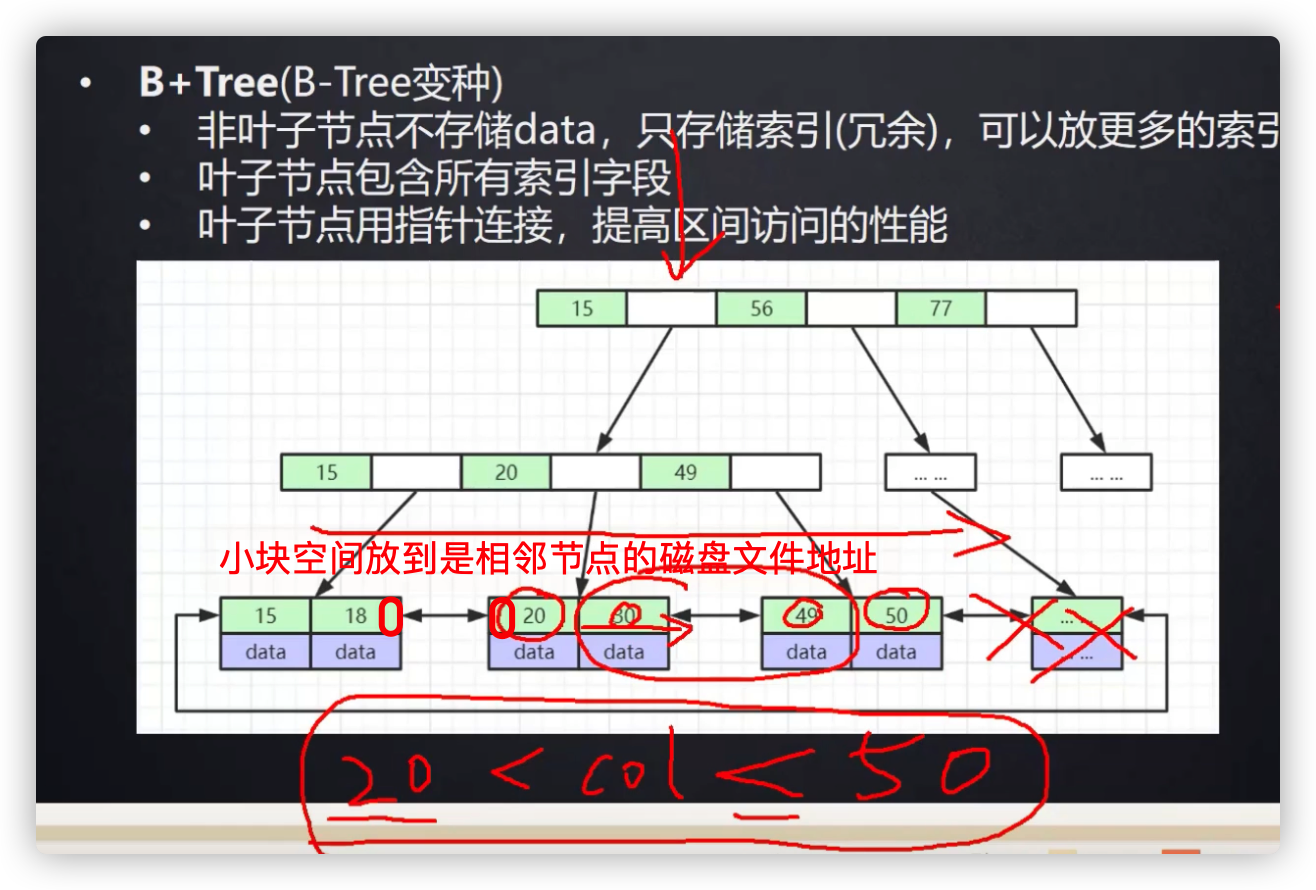 • B+Tree(B-Tree变种)
• 非叶子节点不存储data，只存储索引(冗余)，可以放更多的索引
• 叶子节点包含所有索引字段
• 叶子节点用指针连接，提高区间访问的性能
15 56 77
15 20 49 ... ... ... ...
小块空间放到是相邻节点的磁盘文件地址
15 18 20 30 49 50 ... ...
data data data data data data ... ...
20 < col ≤ 50